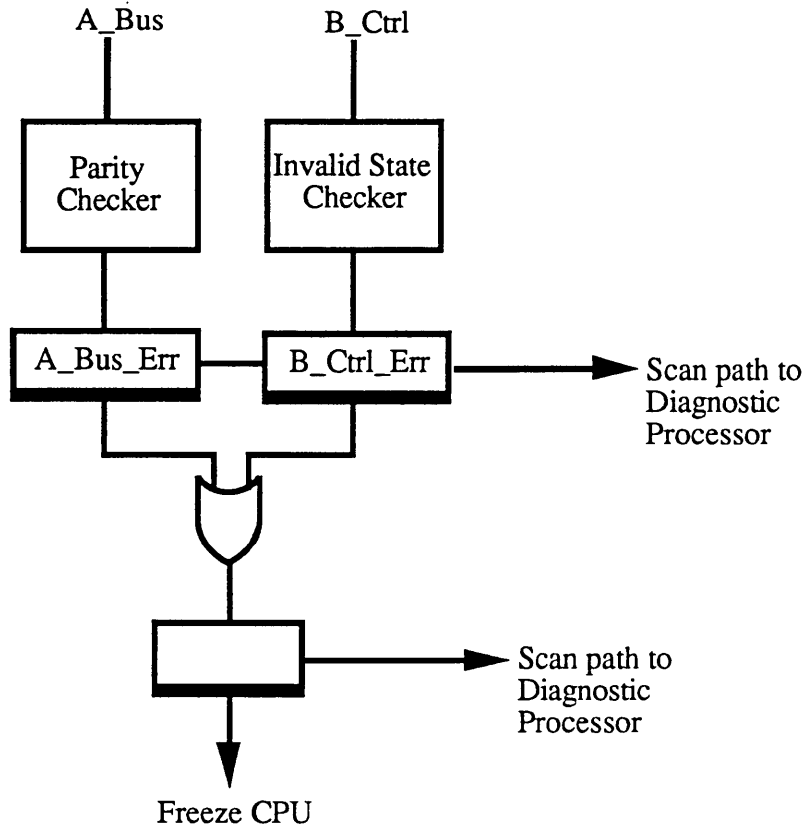 A_Bus
B_Ctrl
Parity
Checker
Invalid State
Checker
A_Bus_Err
B_Ctrl_Err
Scan path to
Diagnostic
Processor
Scan path to
Diagnostic
Processor
Freeze CPU